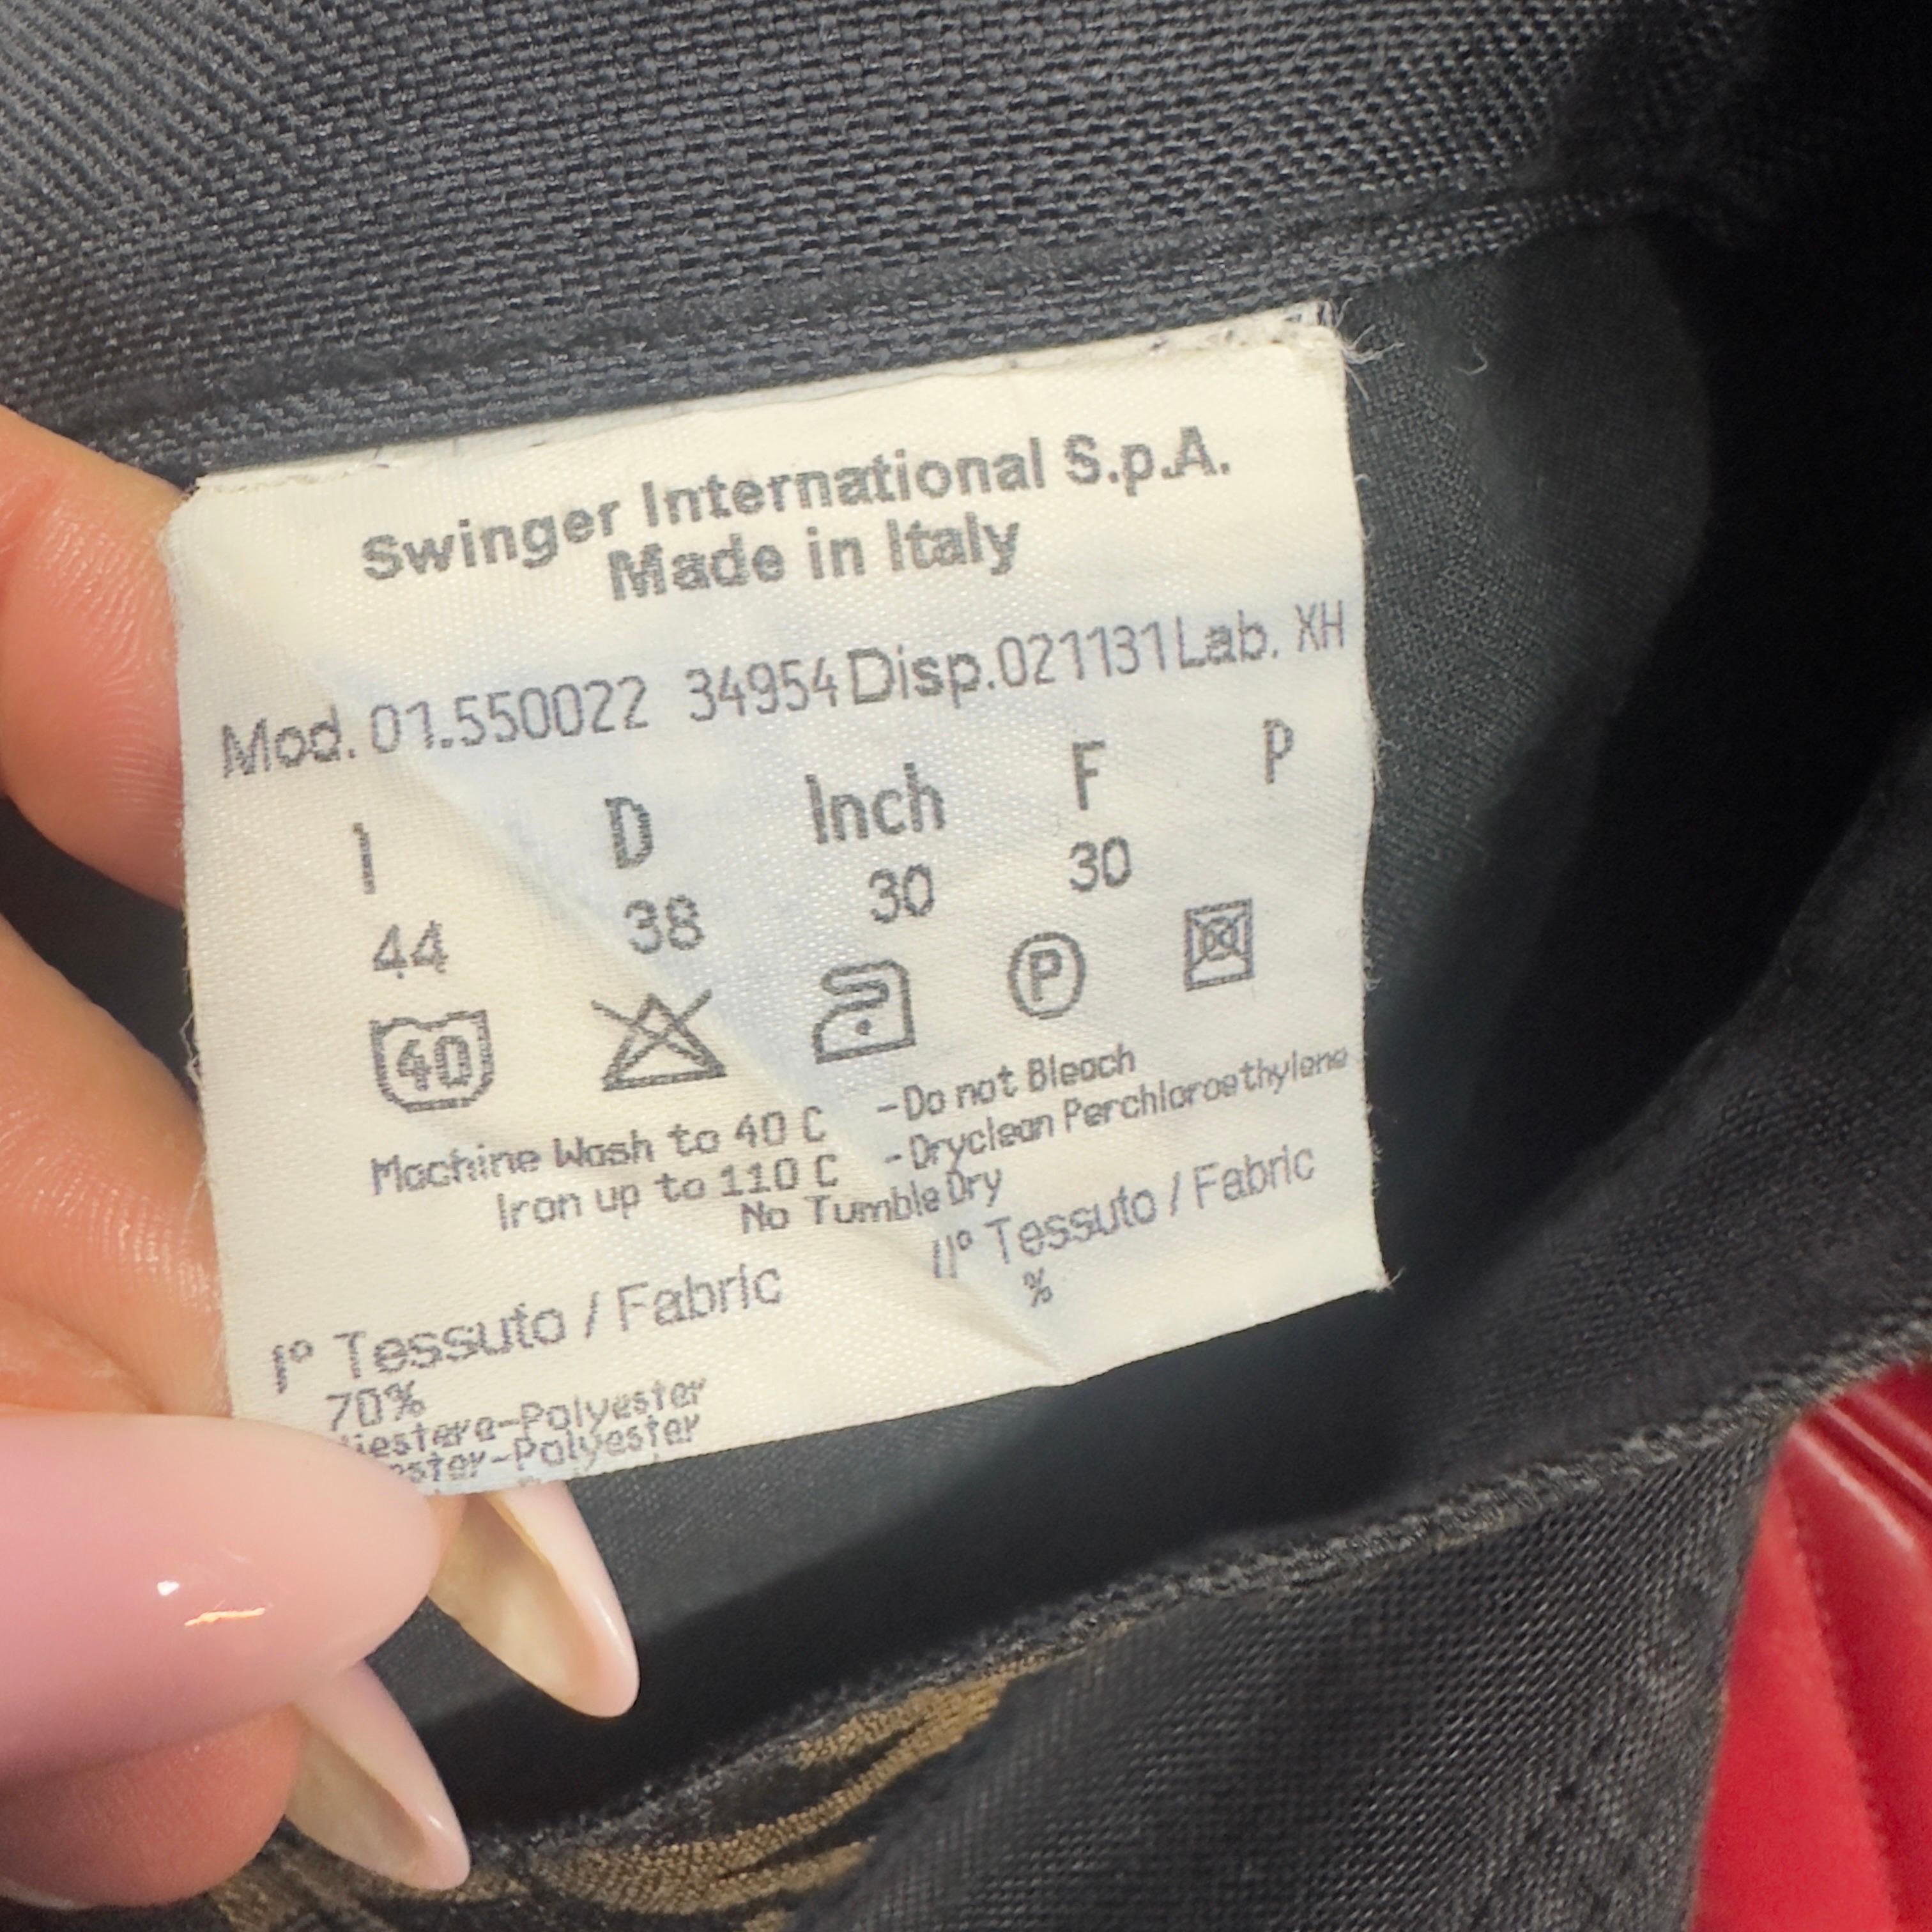 Swinger International S.p.A.
Made in Italy
Mod. 01.550022 34954 Disp. 021131 Lab. XH
I D Inch F P
44 38 30 30
40 P
Machine Wash to 40 C -Do not Bleach
Iron up to 110 C -Dryclean Perchloroethylene
No Tumble Dry
I° Tessuto / Fabric II° Tessuto / Fabric
70% %
-Polyester
-Polyester